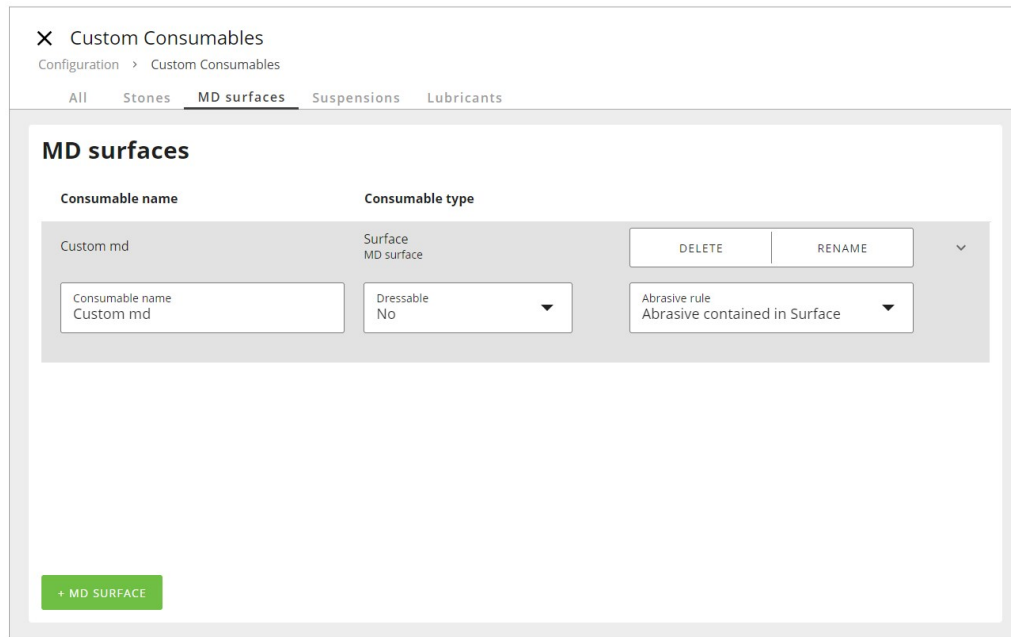 Custom Consumables
Configuration > Custom Consumables
All Stones MD surfaces Suspensions Lubricants
MD surfaces
Consumable name Consumable type
Custom md
Surface
MD surface
DELETE RENAME
Consumable name
Custom md
Dressable
No
Abrasive rule
Abrasive contained in Surface
+ MD SURFACE